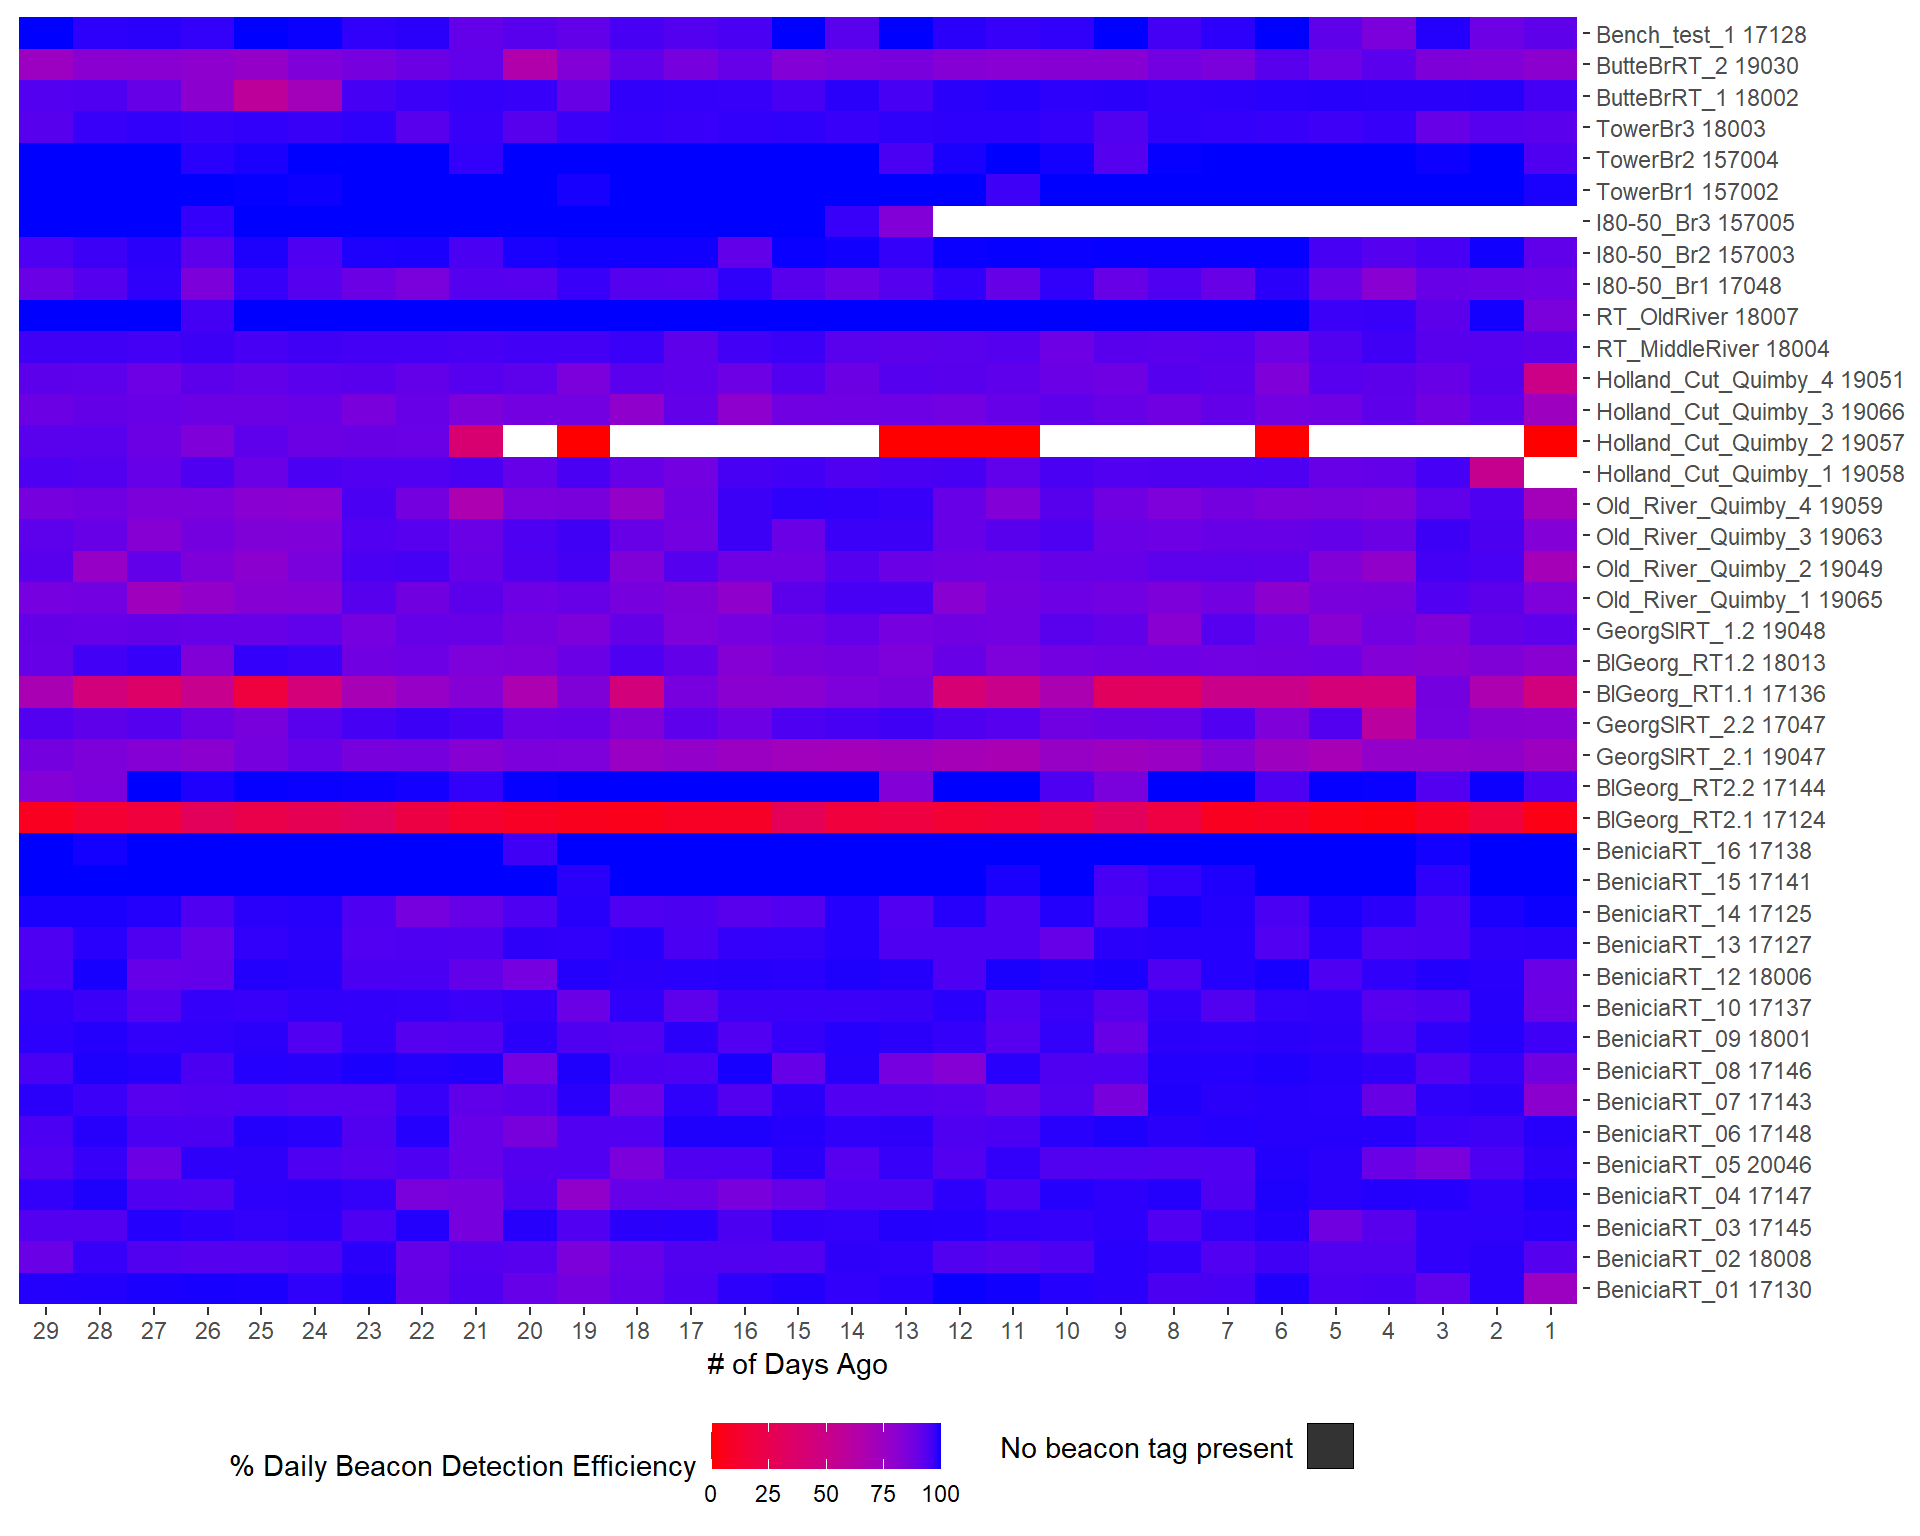 Bench_test_1 17128
ButteBrRT_2 19030
ButteBrRT_1 18002
TowerBr3 18003
TowerBr2 157004
TowerBr1 157002
I80-50_Br3 157005
I80-50_Br2 157003
I80-50_Br1 17048
RT_OldRiver 18007
RT_MiddleRiver 18004
Holland_Cut_Quimby_4 19051
Holland_Cut_Quimby_3 19066
Holland_Cut_Quimby_2 19057
Holland_Cut_Quimby_1 19058
Old_River_Quimby_4 19059
Old_River_Quimby_3 19063
Old_River_Quimby_2 19049
Old_River_Quimby_1 19065
GeorgSlRT_1.2 19048
BlGeorg_RT1.2 18013
BlGeorg_RT1.1 17136
GeorgSlRT_2.2 17047
GeorgSlRT_2.1 19047
BlGeorg_RT2.2 17144
BlGeorg_RT2.1 17124
BeniciaRT_16 17138
BeniciaRT_15 17141
BeniciaRT_14 17125
BeniciaRT_13 17127
BeniciaRT_12 18006
BeniciaRT_10 17137
BeniciaRT_09 18001
BeniciaRT_08 17146
BeniciaRT_07 17143
BeniciaRT_06 17148
BeniciaRT_05 20046
BeniciaRT_04 17147
BeniciaRT_03 17145
BeniciaRT_02 18008
BeniciaRT_01 17130
29 28 27 26 25 24 23 22 21 20 19 18 17 16 15 14 13 12 11 10 9 8 7 6 5 4 3 2 1
# of Days Ago
% Daily Beacon Detection Efficiency
0 25 50 75 100
No beacon tag present